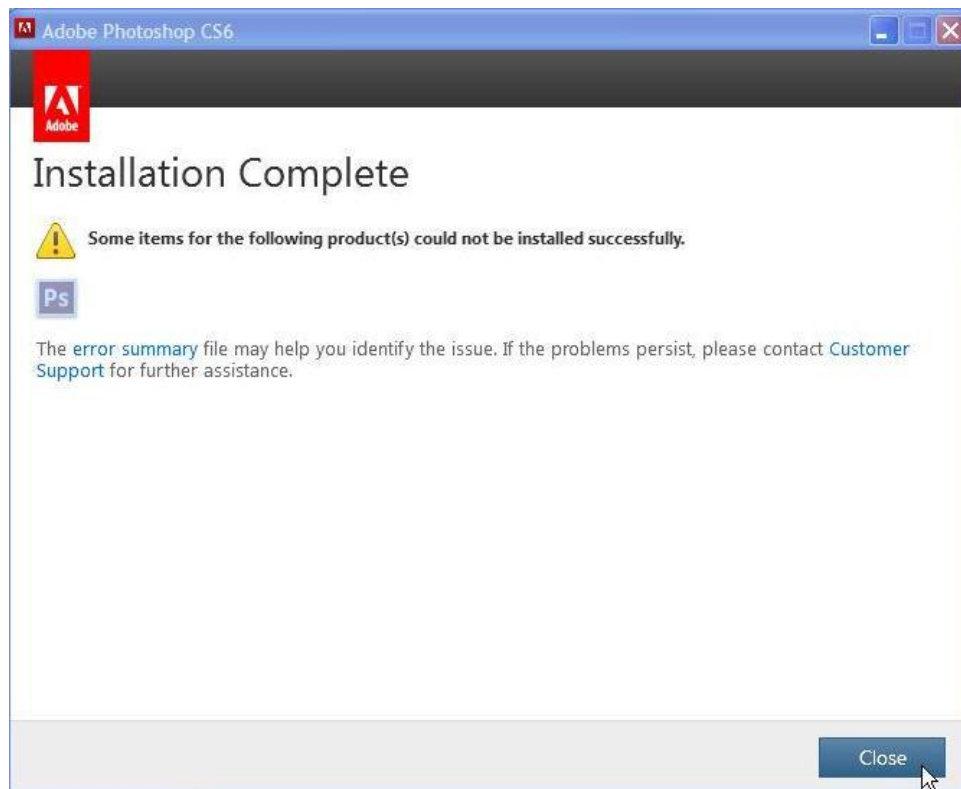 Adobe Photoshop CS6
Adobe
Installation Complete
Some items for the following product(s) could not be installed successfully.
Ps
The error summary file may help you identify the issue. If the problems persist, please contact Customer
Support for further assistance.
Close